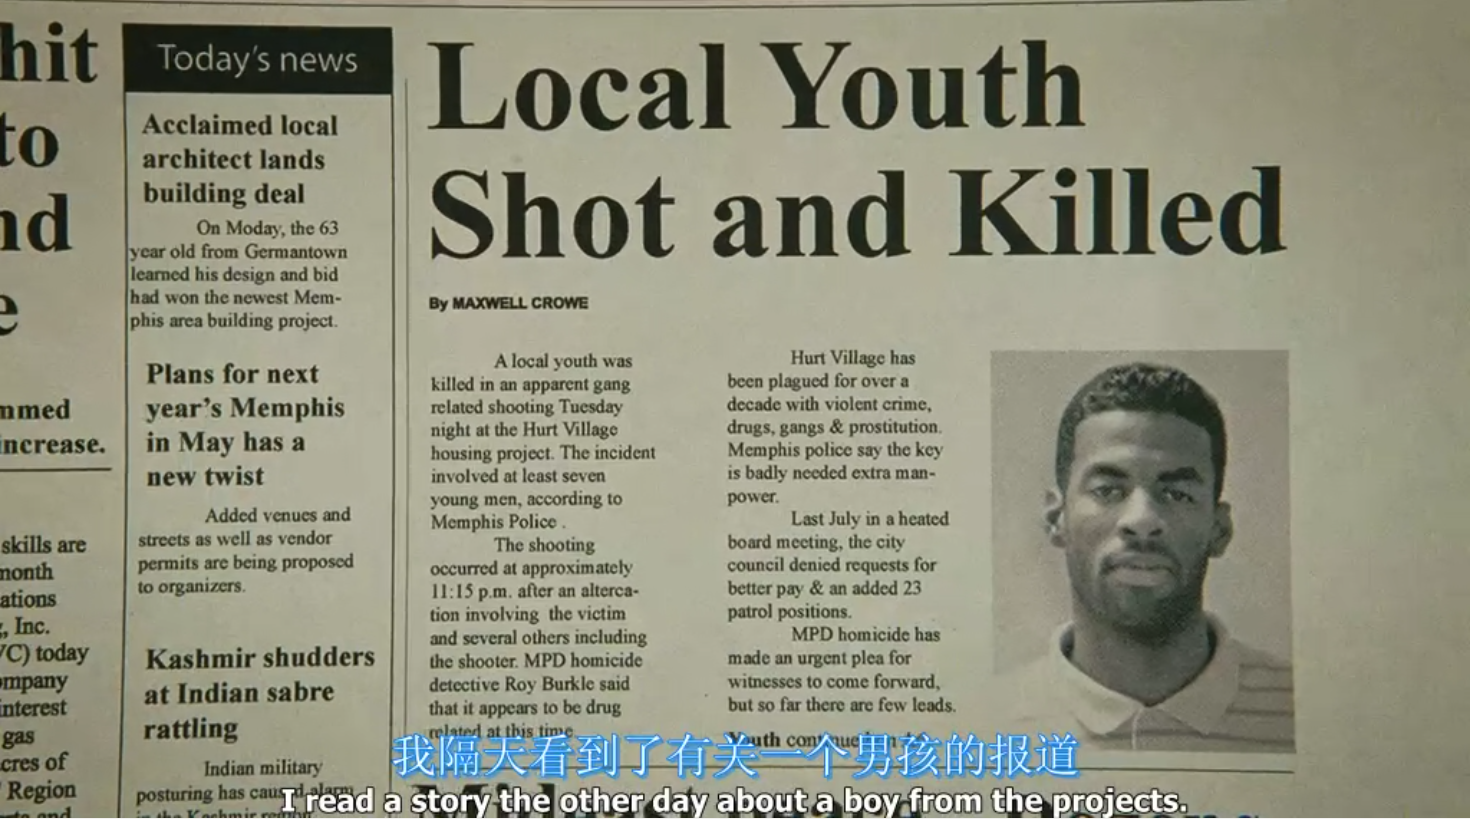 hit
to
nd
e
mmed
increase.
skills are
month
ations
, Inc.
VC) today
ompany
interest
gas
cres of
Region
Today's news
Acclaimed local
architect lands
building deal
On Moday, the 63
year old from Germantown
learned his design and bid
had won the newest Mem-
phis area building project.
Plans for next
year's Memphis
in May has a
new twist
Added venues and
streets as well as vendor
permits are being proposed
to organizers.
Kashmir shudders
at Indian sabre
rattling
Indian military
posturing has caused alarm
Local Youth
Shot and Killed
By MAXWELL CROWE
A local youth was
killed in an apparent gang
related shooting Tuesday
night at the Hurt Village
housing project. The incident
involved at least seven
young men, according to
Memphis Police .
The shooting
occurred at approximately
11:15 p.m. after an alterca-
tion involving the victim
and several others including
the shooter. MPD homicide
detective Roy Burkle said
that it appears to be drug
related at this time.
Hurt Village has
been plagued for over a
decade with violent crime,
drugs, gangs & prostitution.
Memphis police say the key
is badly needed extra man-
power.
Last July in a heated
board meeting, the city
council denied requests for
better pay & an added 23
patrol positions.
MPD homicide has
made an urgent plea for
witnesses to come forward,
but so far there are few leads.
Youth
我隔天看到了有关一个男孩的报道
I read a story the other day about a boy from the projects.